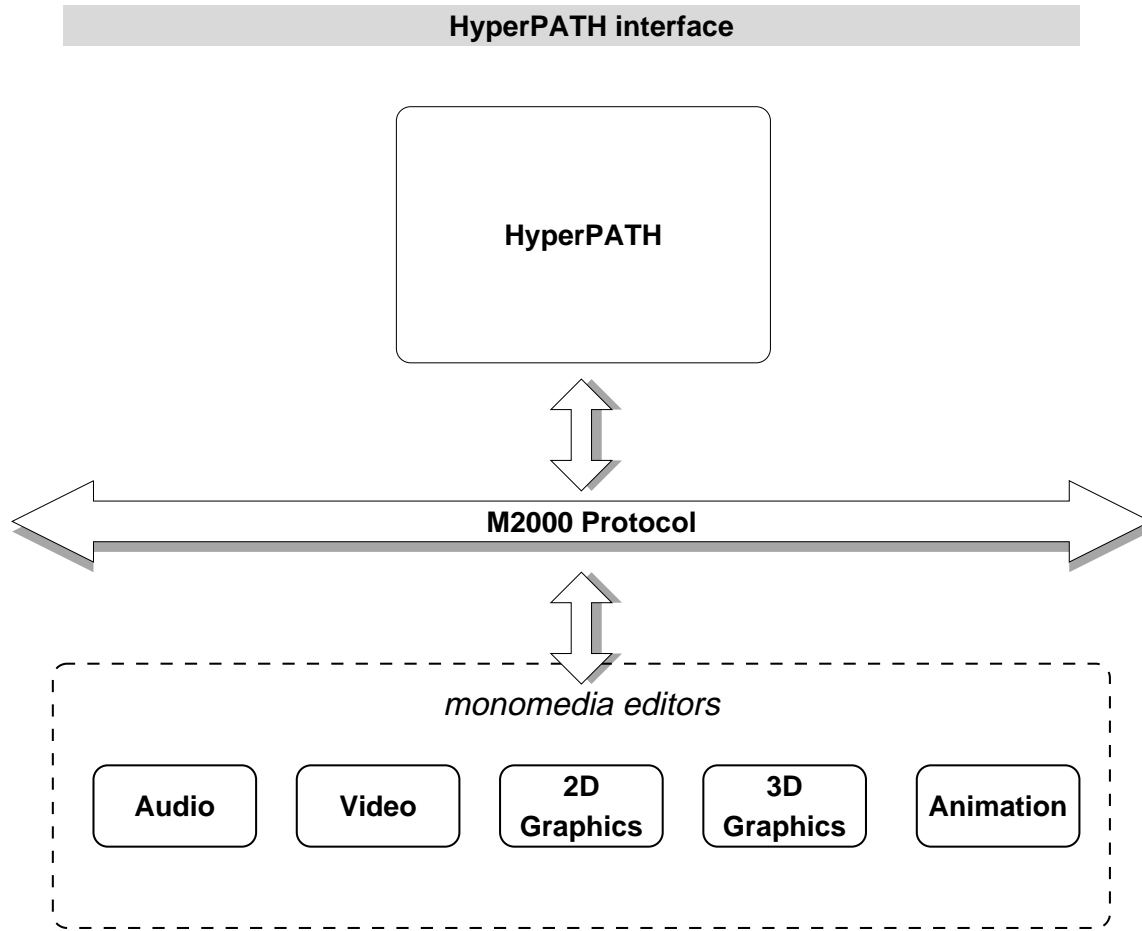 HyperPATH interface
HyperPATH
M2000 Protocol
monomedia editors
Audio
Video
2D
Graphics
3D
Graphics
Animation